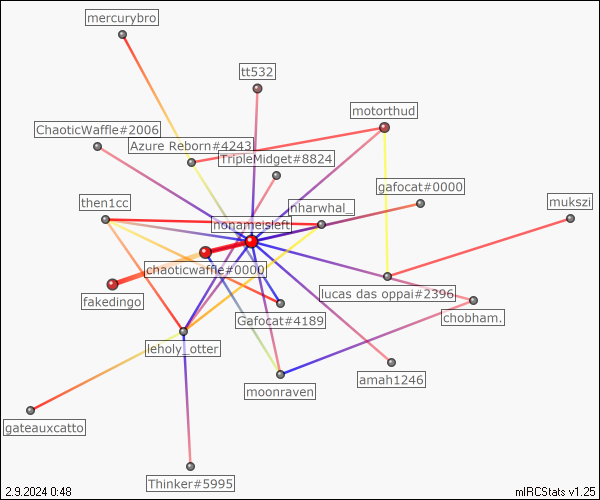 mercurybro
tt532
motorthud
ChaoticWaffle#2006
Azure Reborn#4243
TripleMidget#8824
gafocat#0000
then1cc
nharwhal_
mukszi
nonameisleft
chaoticwaffle#0000
fakedingo
lucas das oppai#2396
Gafocat#4189
chobham.
leholy_otter
amah1246
moonraven
gateauxcatto
Thinker#5995
2.9.2024 0:48
mIRCStats v1.25